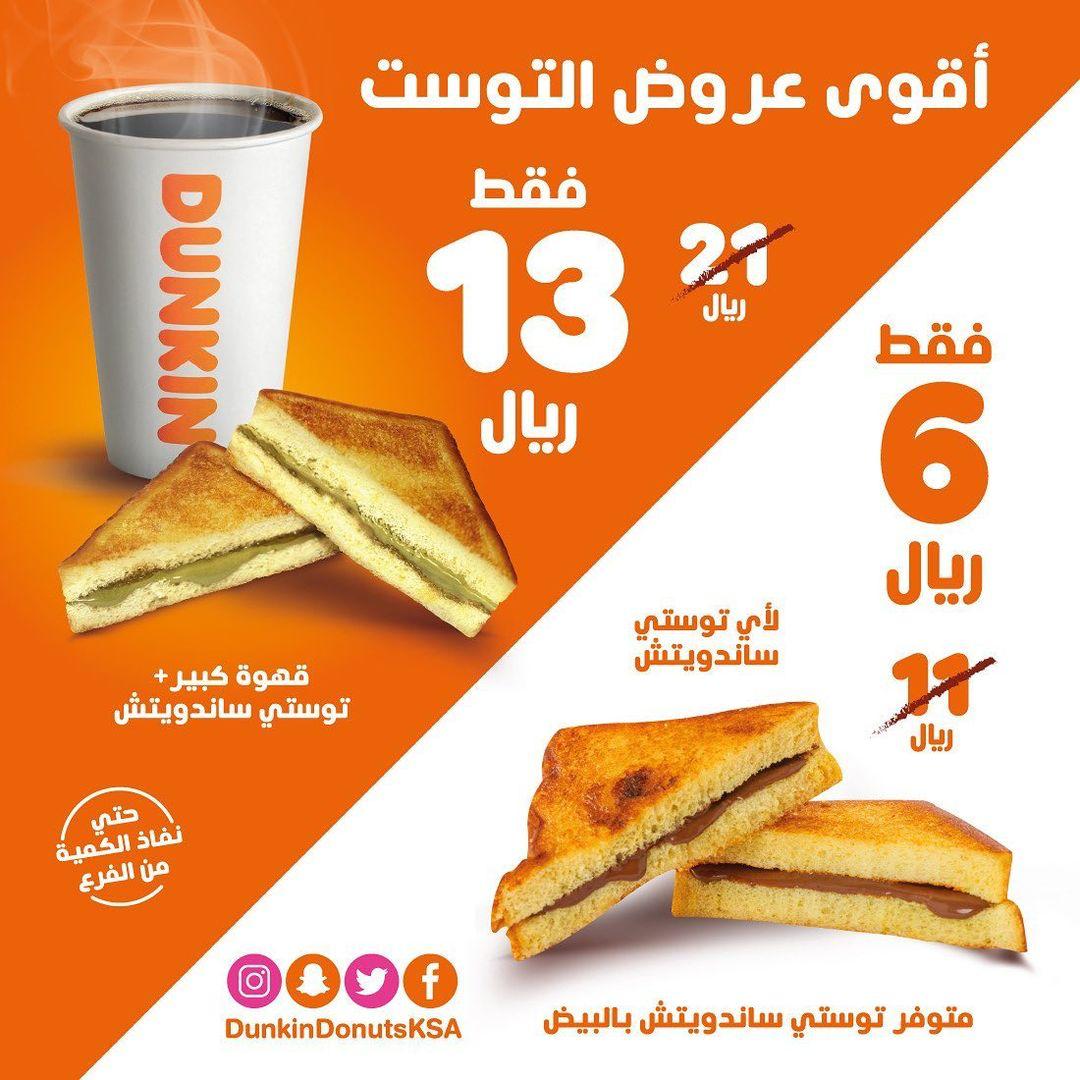 أقوى عروض التوست
فقط
13
ريال
21
ريال
DUNKIN
قهوة كبير+
توستي ساندويتش
حتي
نفاذ الكمية
من الفرع
فقط
6
ريال
11
ريال
لأي توستي
ساندويتش
متوفر توستي ساندويتش بالبيض
DunkinDonutsKSA